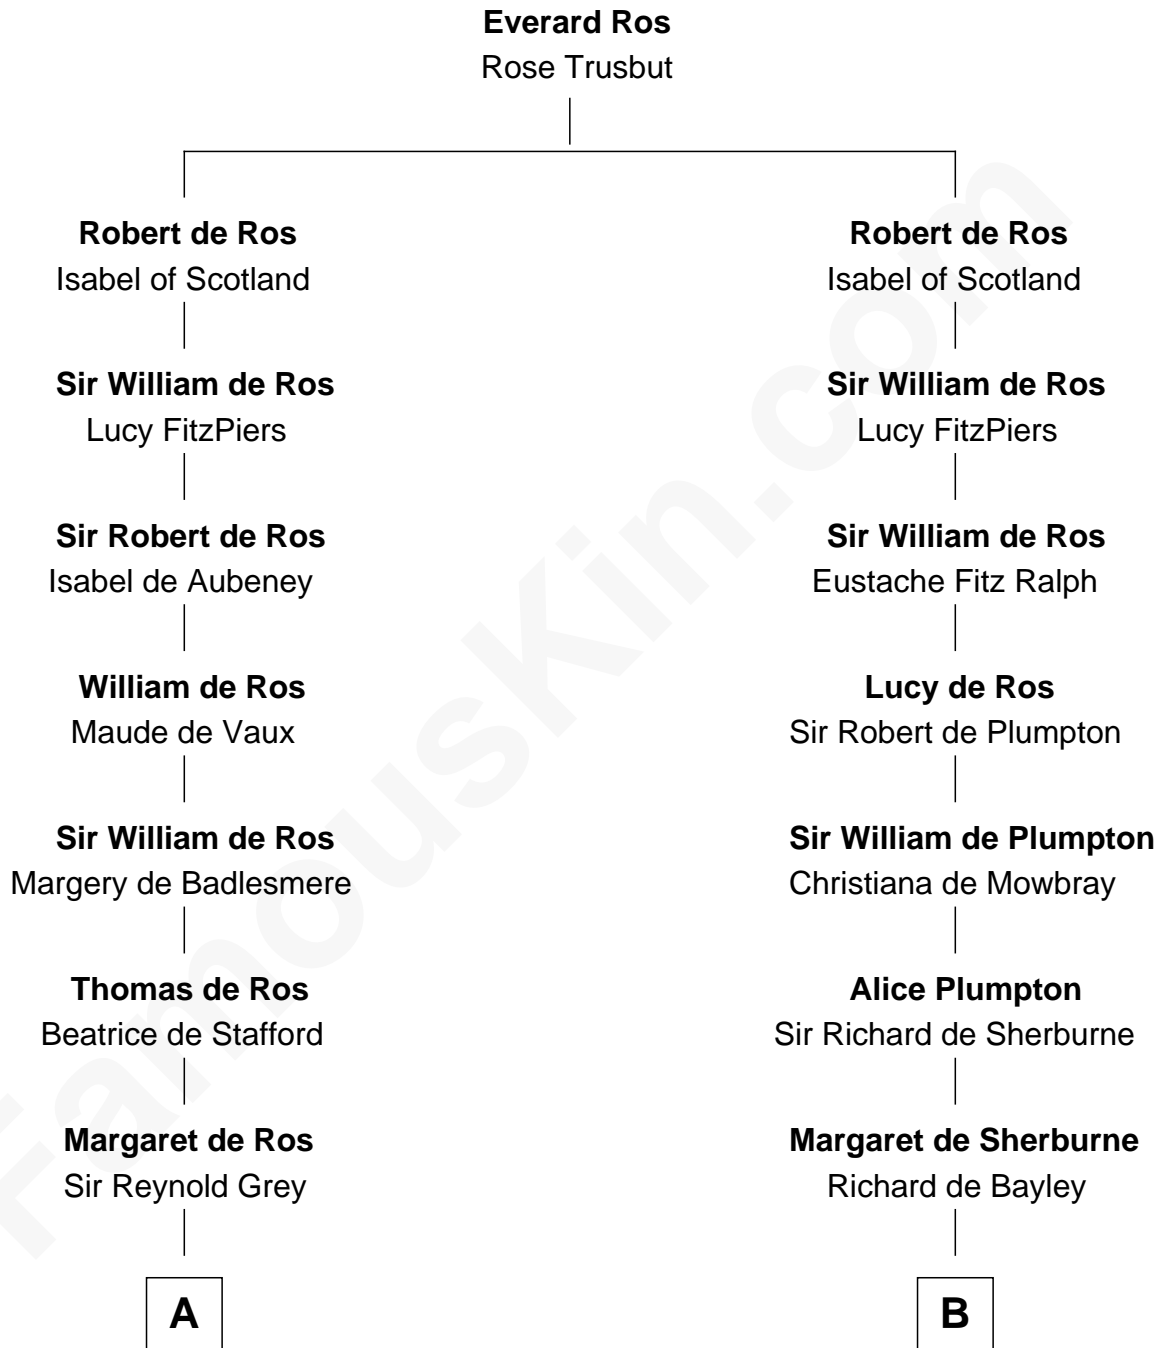 Everard Ros
Rose Trusbut
Robert de Ros
Isabel of Scotland
Robert de Ros
Isabel of Scotland
Sir William de Ros
Lucy FitzPiers
Sir William de Ros
Lucy FitzPiers
Sir Robert de Ros
Isabel de Aubeney
Sir William de Ros
Eustache Fitz Ralph
William de Ros
Maude de Vaux
Lucy de Ros
Sir Robert de Plumpton
Sir William de Ros
Margery de Badlesmere
Sir William de Plumpton
Christiana de Mowbray
Thomas de Ros
Beatrice de Stafford
Alice Plumpton
Sir Richard de Sherburne
Margaret de Ros
Sir Reynold Grey
Margaret de Sherburne
Richard de Bayley
A
B
FamousKin.com